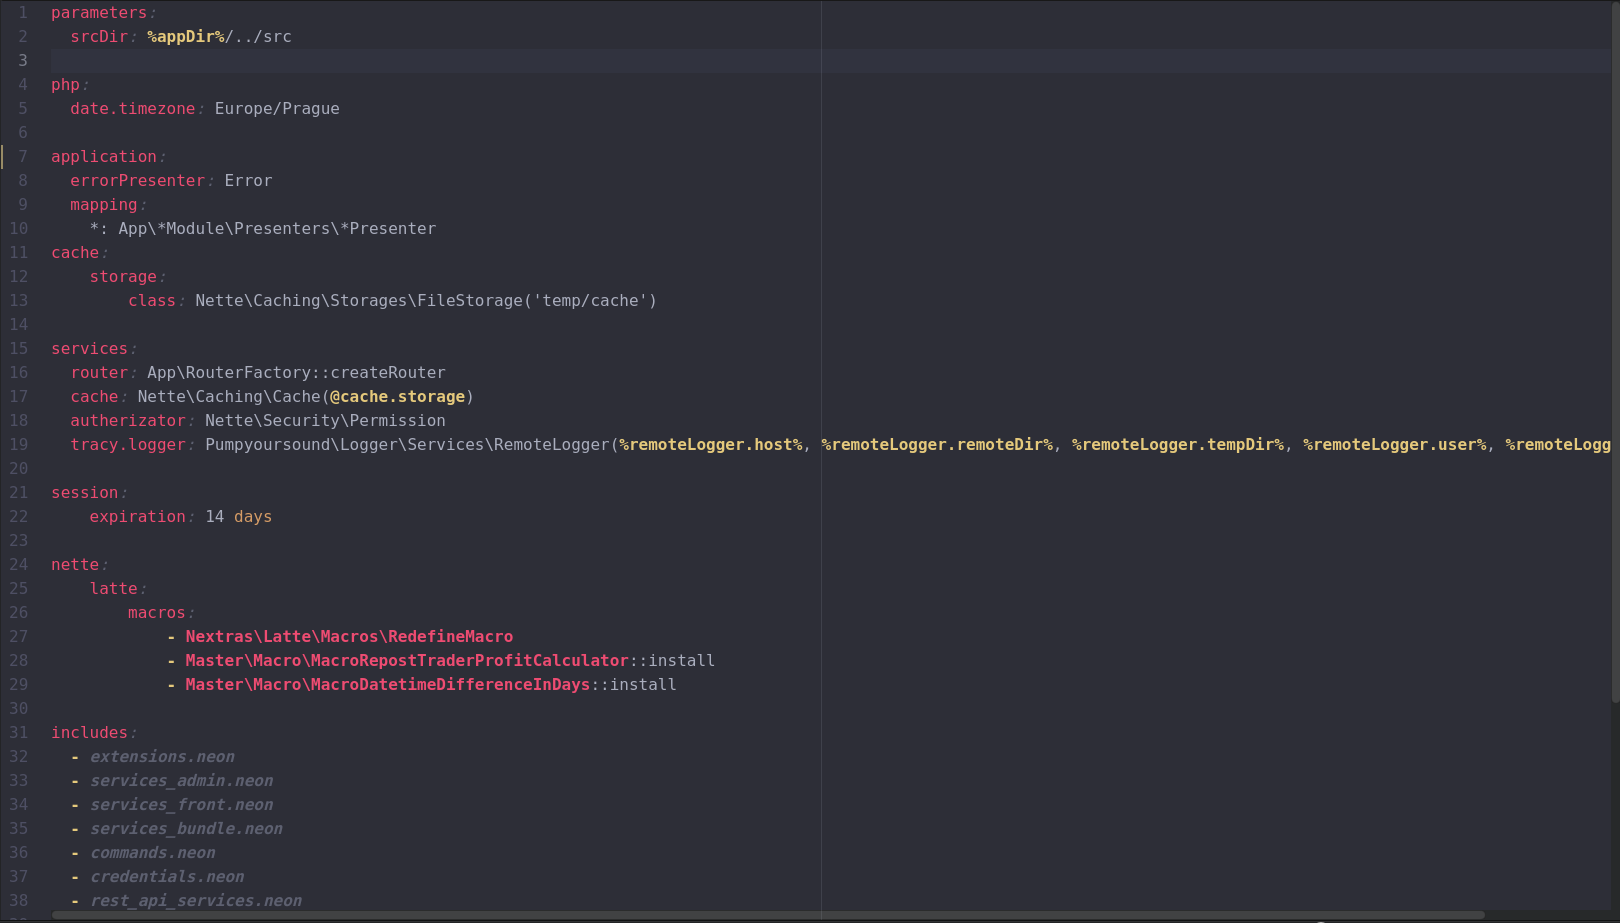 1 parameters:
2   srcDir: %appDir%/../src
3
4 php:
5   date.timezone: Europe/Prague
6
7 application:
8   errorPresenter: Error
9   mapping:
10     *: App\*Module\Presenters\*Presenter
11 cache:
12     storage:
13         class: Nette\Caching\Storages\FileStorage('temp/cache')
14
15 services:
16   router: App\RouterFactory::createRouter
17   cache: Nette\Caching\Cache(@cache.storage)
18   autherizator: Nette\Security\Permission
19   tracy.logger: Pumpyoursound\Logger\Services\RemoteLogger(%remoteLogger.host%, %remoteLogger.remoteDir%, %remoteLogger.tempDir%, %remoteLogger.user%, %remoteLogg
20
21 session:
22     expiration: 14 days
23
24 nette:
25     latte:
26         macros:
27             - Nextras\Latte\Macros\RedefineMacro
28             - Master\Macro\MacroRepostTraderProfitCalculator::install
29             - Master\Macro\MacroDatetimeDifferenceInDays::install
30
31 includes:
32   - extensions.neon
33   - services_admin.neon
34   - services_front.neon
35   - services_bundle.neon
36   - commands.neon
37   - credentials.neon
38   - rest_api_services.neon